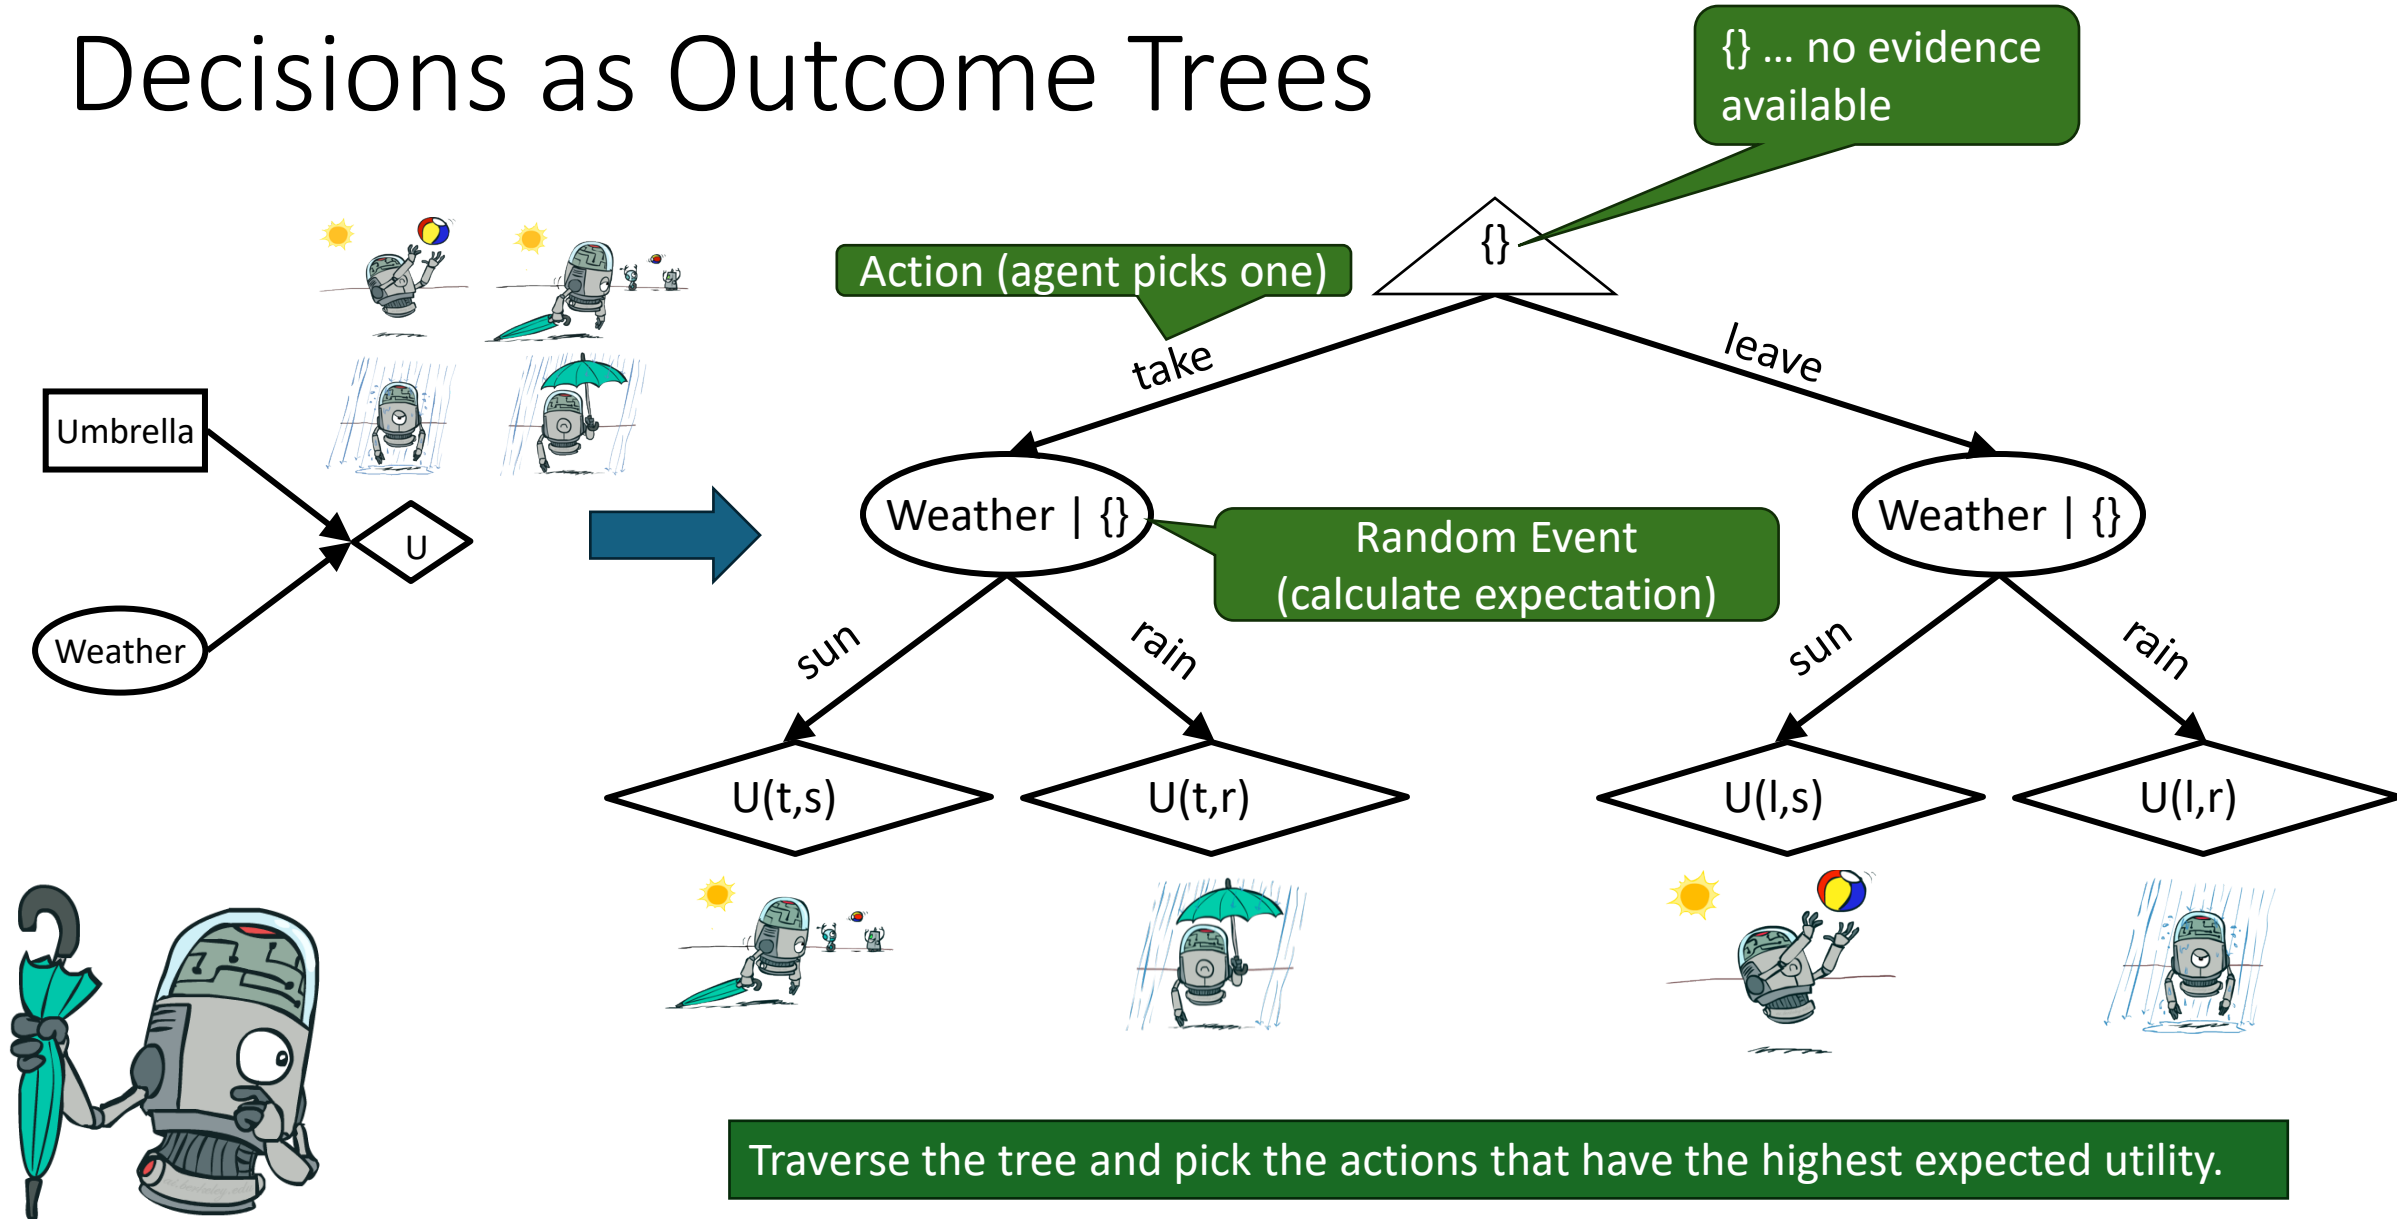 Decisions as Outcome Trees
{} ... no evidence
available
{}
Action (agent picks one)
take
leave
Umbrella
U
Weather
Weather | {}
Random Event
(calculate expectation)
Weather | {}
sun
rain
sun
rain
U(t,s)
U(t,r)
U(l,s)
U(l,r)
Traverse the tree and pick the actions that have the highest expected utility.